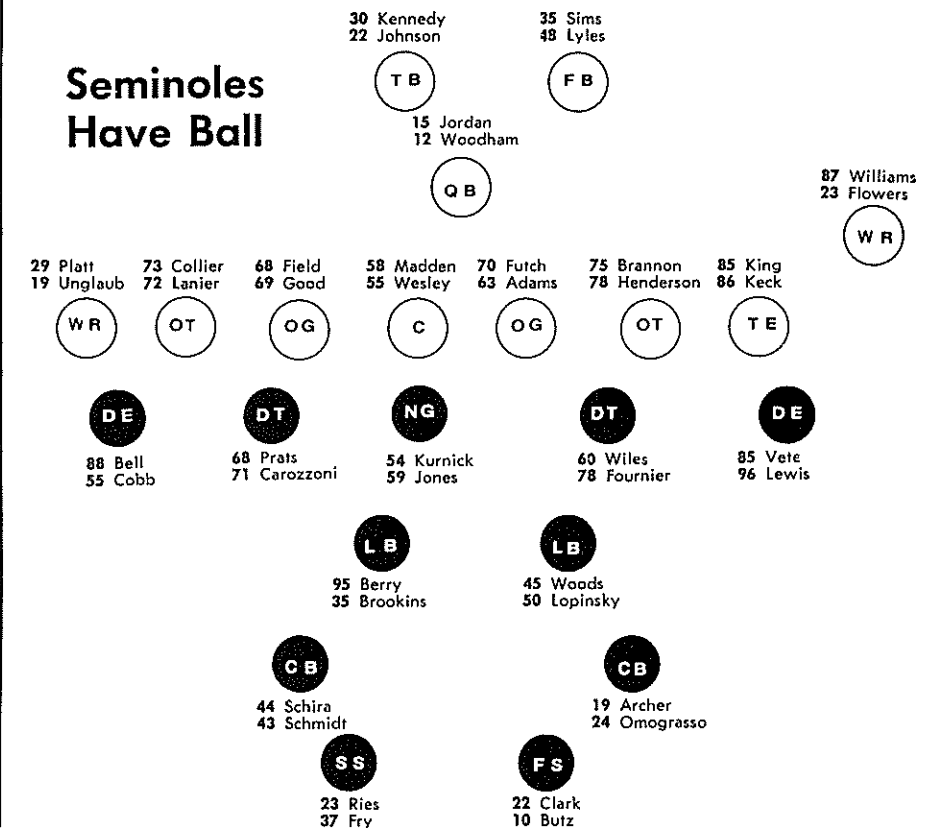 30 Kennedy 35 Sims
22 Johnson 48 Lyles
Seminoles
Have Ball
TB FB
15 Jordan
12 Woodham
QB
87 Williams
23 Flowers
WR
29 Platt 73 Collier 68 Field 58 Madden 70 Futch 75 Brannon 85 King
19 Unglaub 72 Lanier 69 Good 55 Wesley 63 Adams 78 Henderson 86 Keck
WR OT OG C OG OT TE
DE DT NG DT DE
88 Bell 68 Prats 54 Kurnick 60 Wiles 85 Vete
55 Cobb 71 Carozzoni 59 Jones 78 Fournier 96 Lewis
LB LB
95 Berry 45 Woods
35 Brookins 50 Lopinsky
CB CB
44 Schira 19 Archer
43 Schmidt 24 Omograsso
SS FS
23 Ries 22 Clark
37 Fry 10 Butz